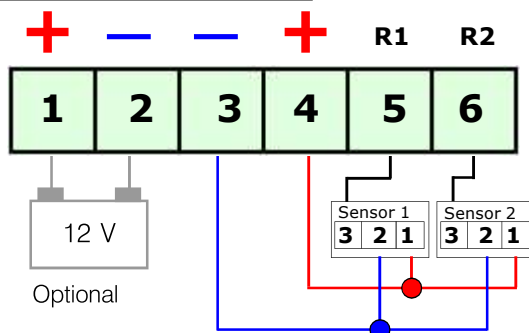 + — — + R1 R2
1 2 3 4 5 6
Sensor 1 Sensor 2
3 2 1 3 2 1
12 V
Optional